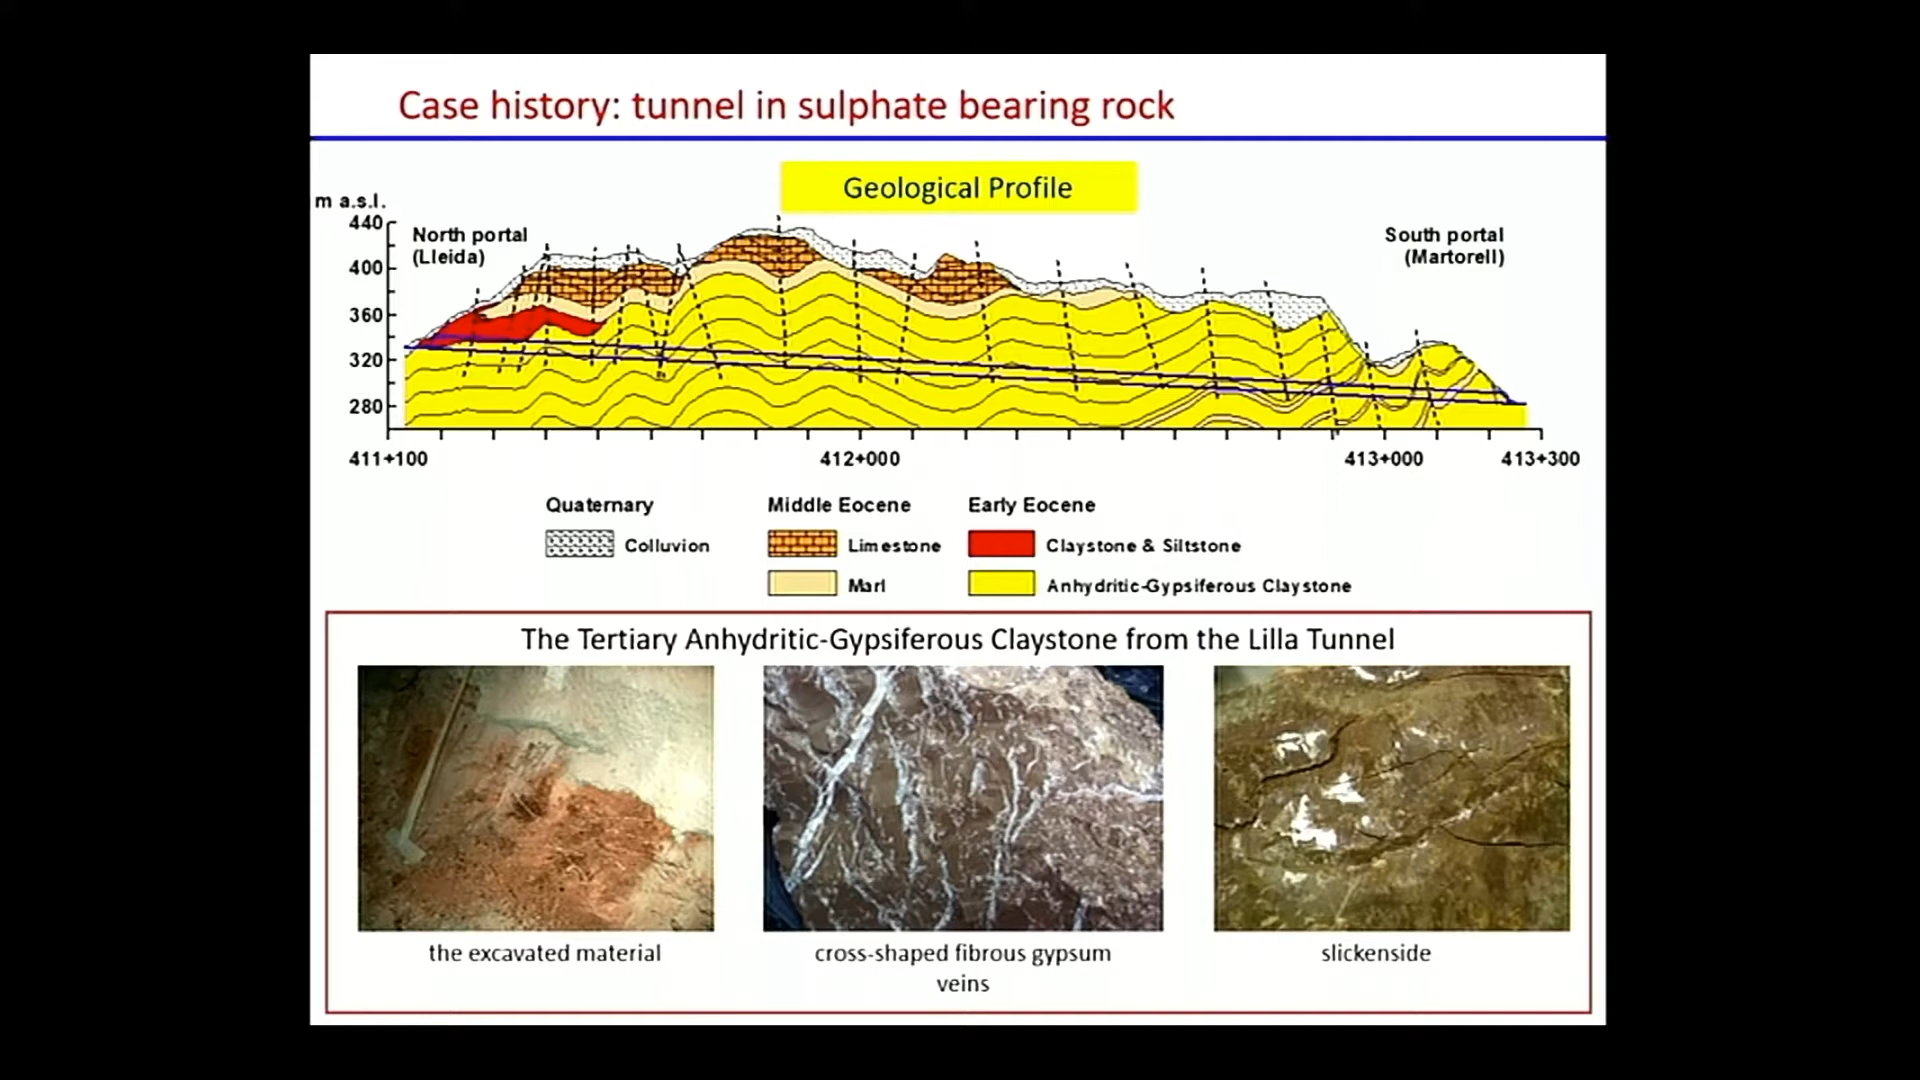 Case history: tunnel in sulphate bearing rock
Geological Profile
m a.s.l.
440
400
360
320
280
North portal
(Lleida)
South portal
(Martorell)
411+100
412+000
413+000
413+300
Quaternary
Colluvion
Middle Eocene
Limestone
Marl
Early Eocene
Claystone & Siltstone
Anhydritic-Gypsiferous Claystone
The Tertiary Anhydritic-Gypsiferous Claystone from the Lilla Tunnel
the excavated material
cross-shaped fibrous gypsum
veins
slickenside